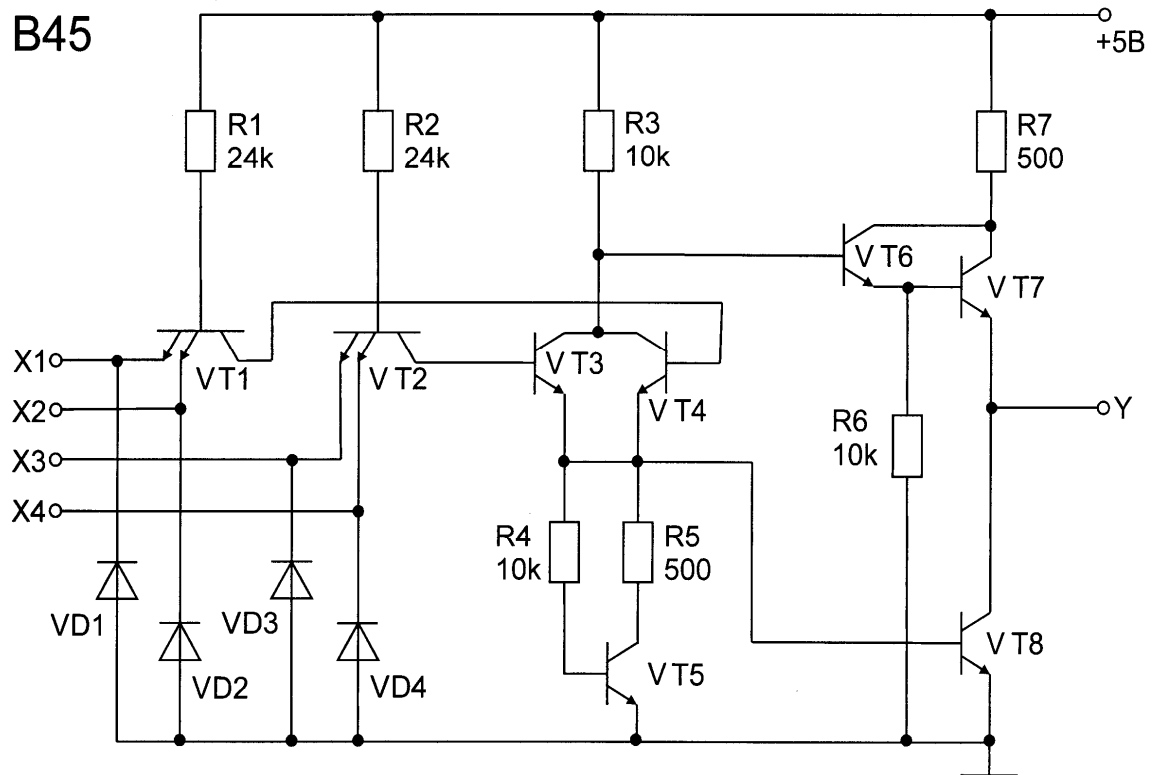 B45
+5В
R1
24k
R2
24k
R3
10k
R7
500
VT6
VT7
X1
VT1
VT2
VT3
X2
VT4
Y
X3
R6
10k
X4
R4
10k
R5
500
VD1
VD3
VT8
VD2
VD4
VT5